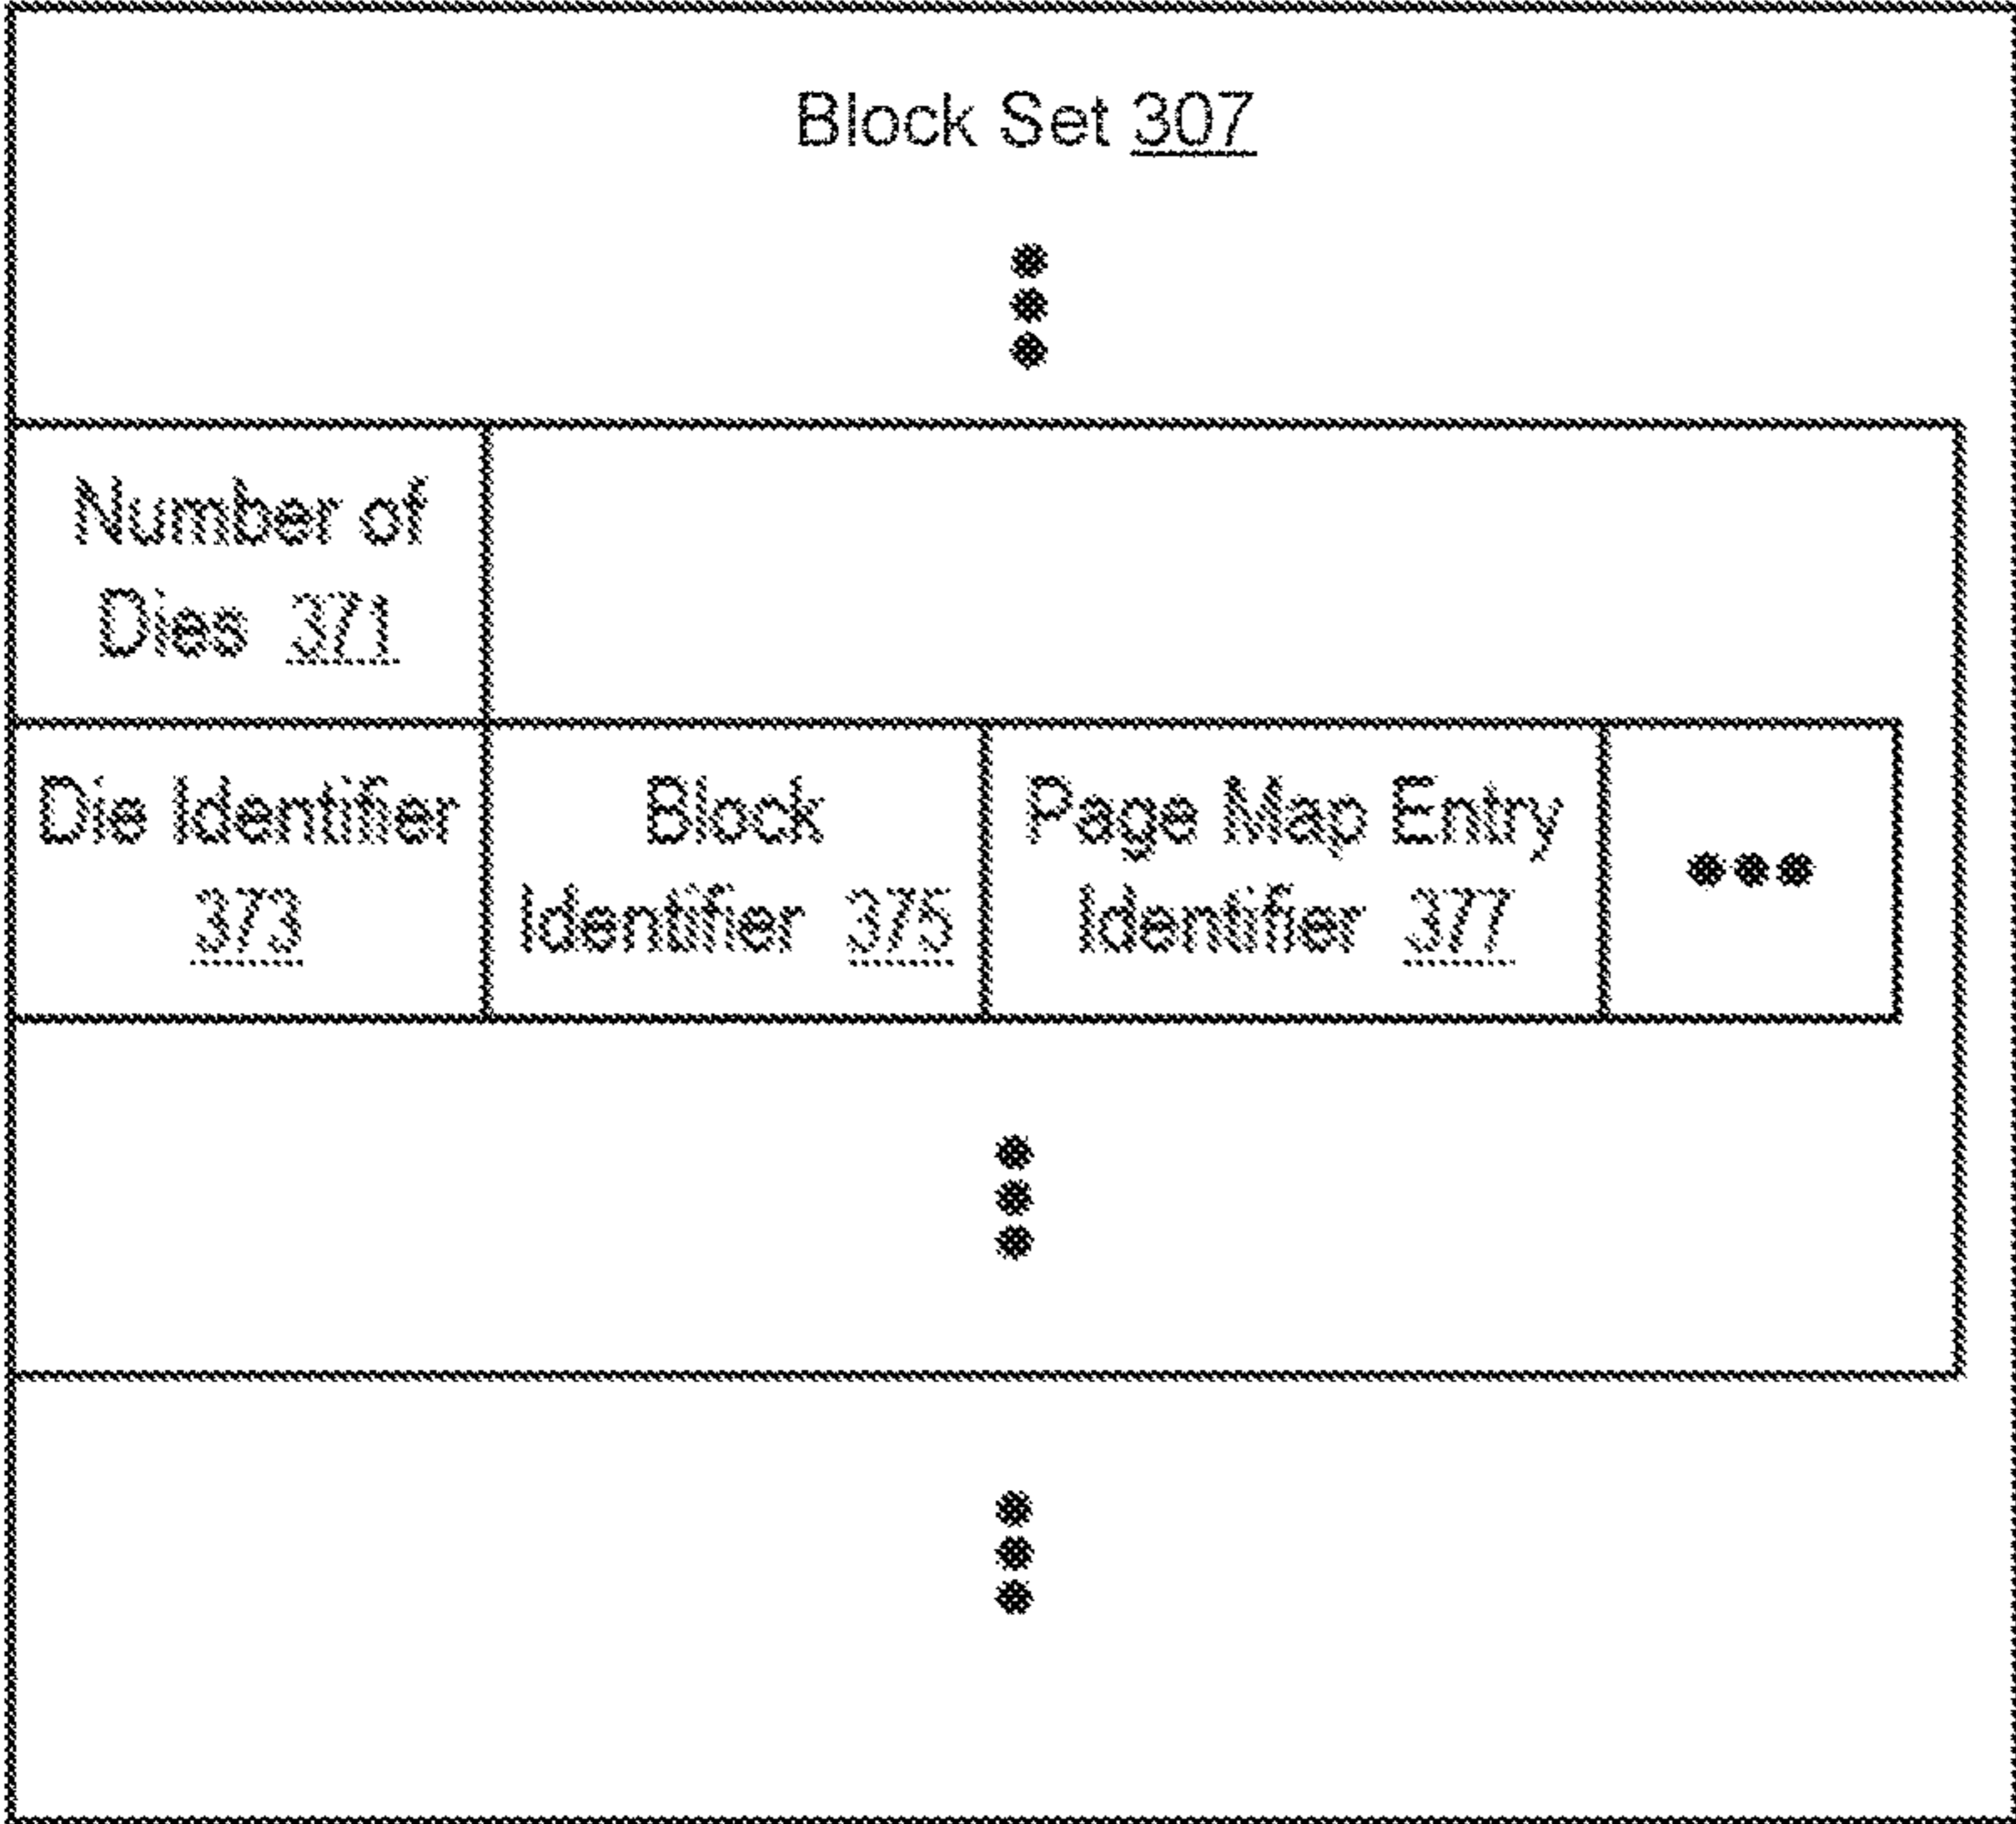 Block Set 307
Number of
Dies 371
Die Identifier
373
Block
Identifier 375
Page Map Entry
Identifier 377